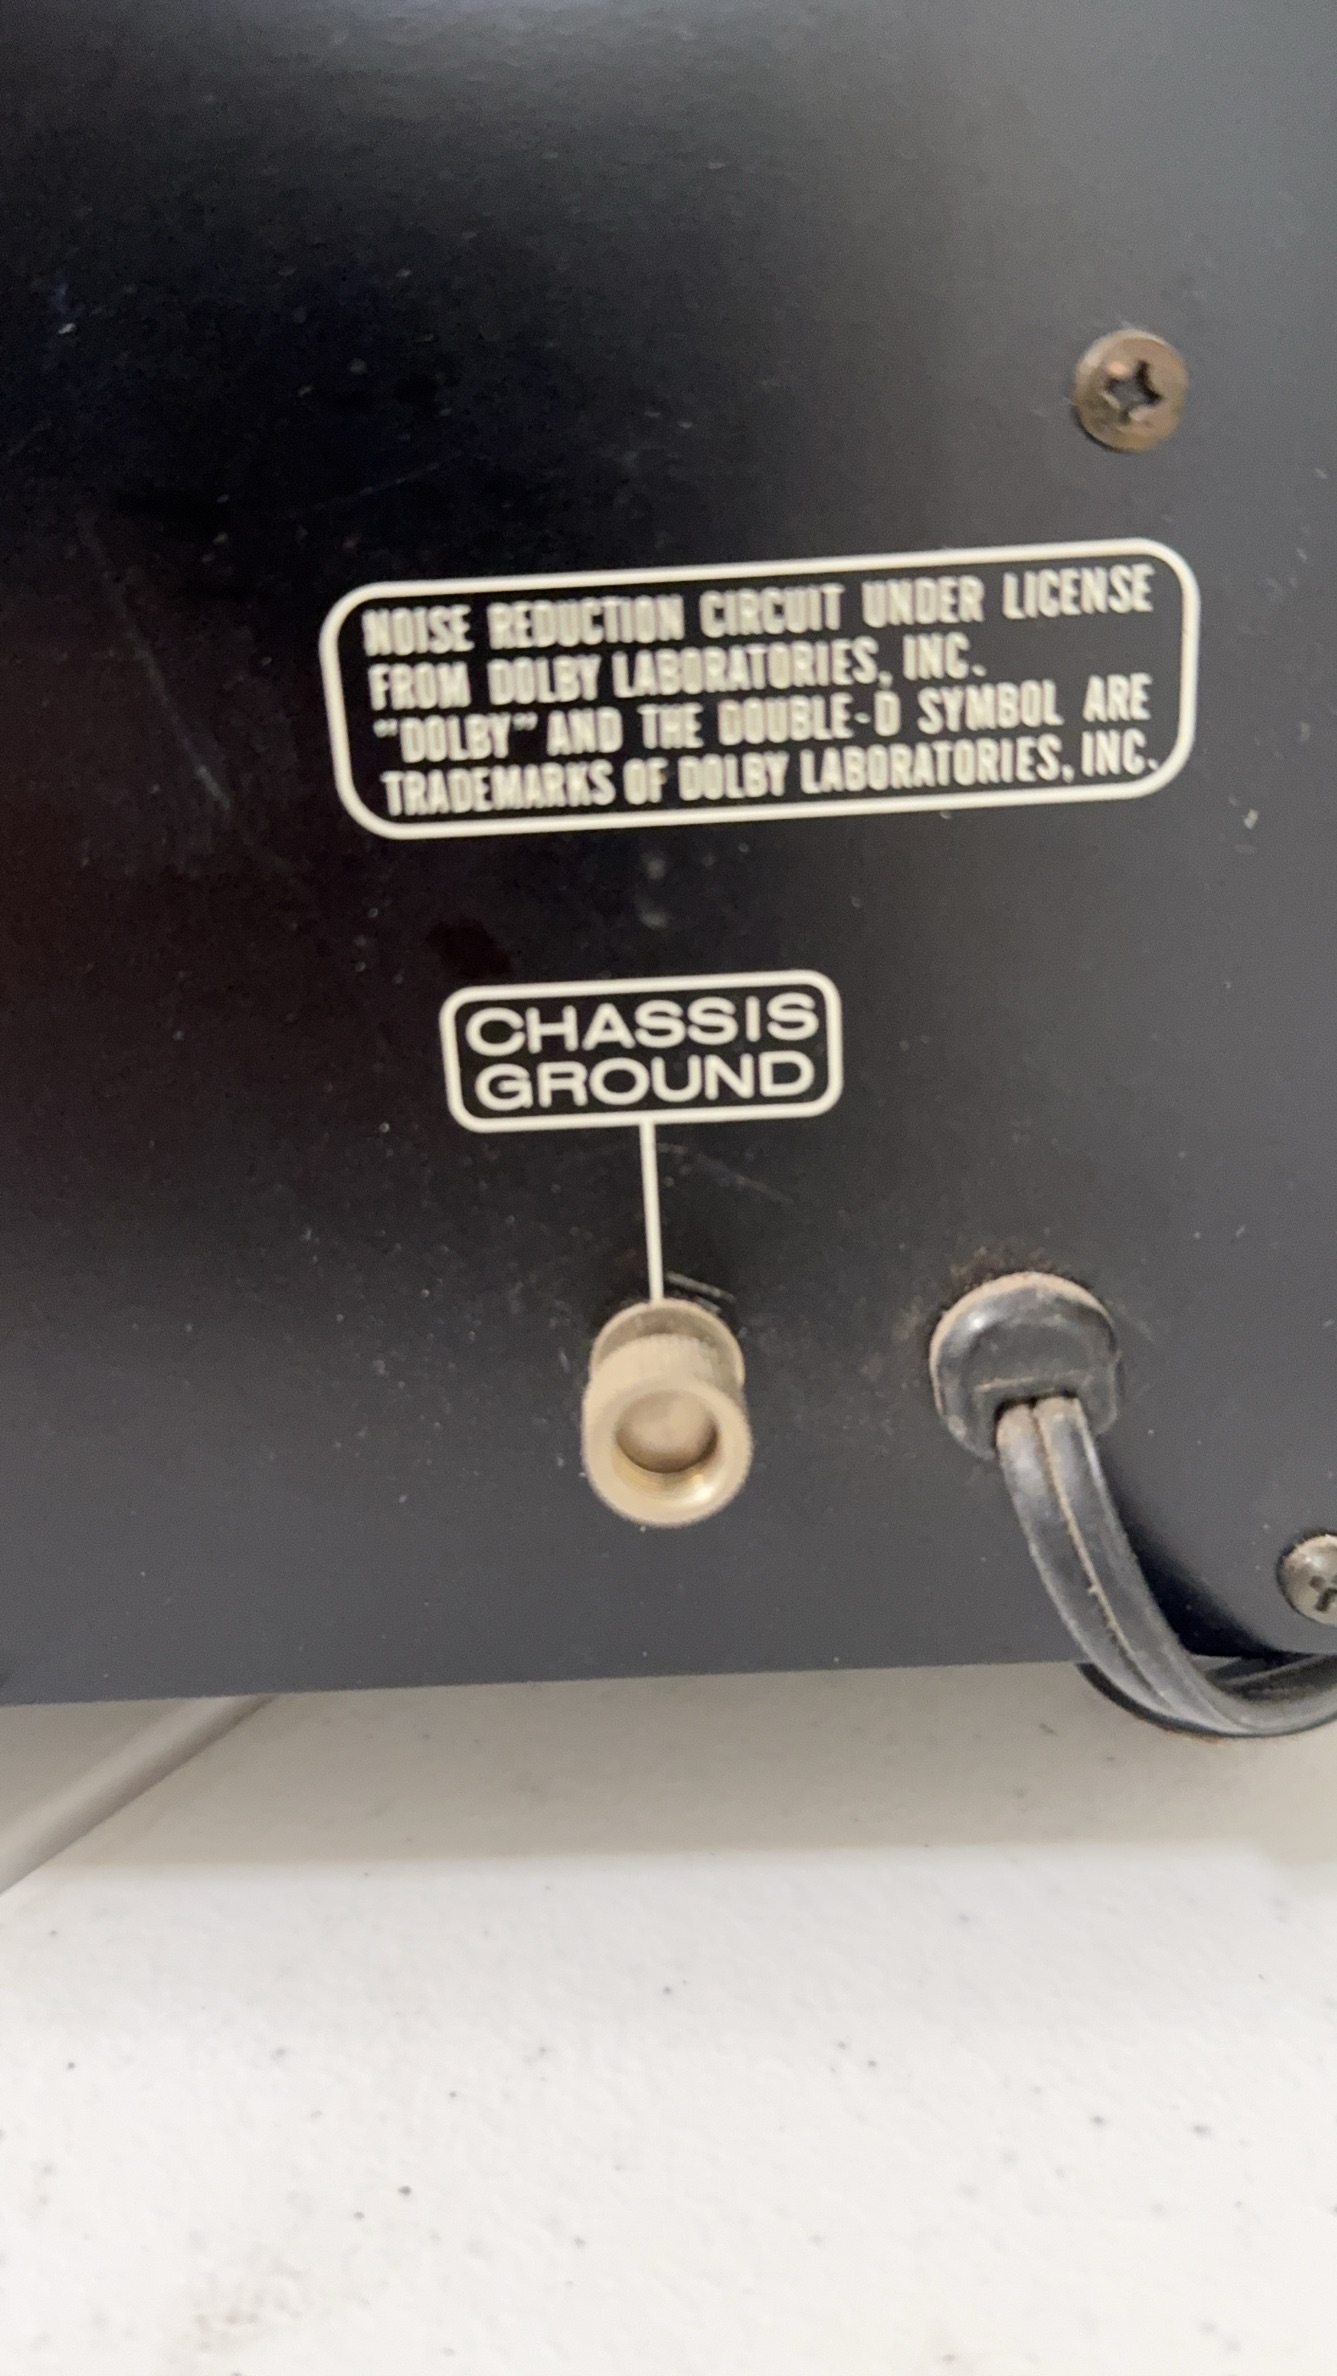 NOISE REDUCTION CIRCUIT UNDER LICENSE
FROM DOLBY LABORATORIES, INC.
"DOLBY" AND THE DOUBLE-D SYMBOL ARE
TRADEMARKS OF DOLBY LABORATORIES, INC.
CHASSIS
GROUND